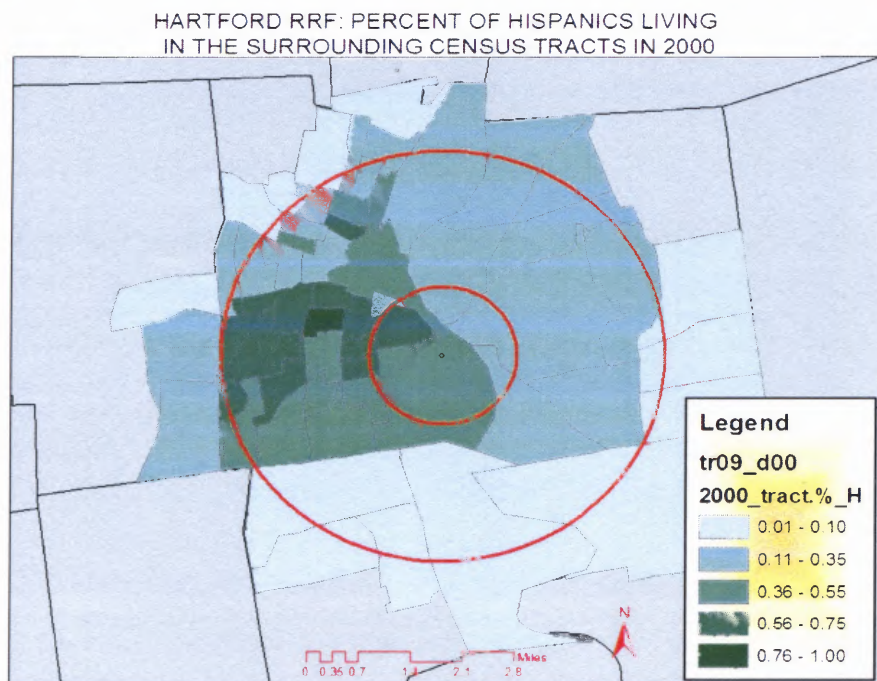 HARTFORD RRF: PERCENT OF HISPANICS LIVING
IN THE SURROUNDING CENSUS TRACTS IN 2000
Legend
tr09_d00
2000_tract.%_H
0.01 - 0.10
0.11 - 0.35
0.36 - 0.55
0.56 - 0.75
0.76 - 1.00
N
Miles
0 0.35 0.7 1.4 2.1 2.8